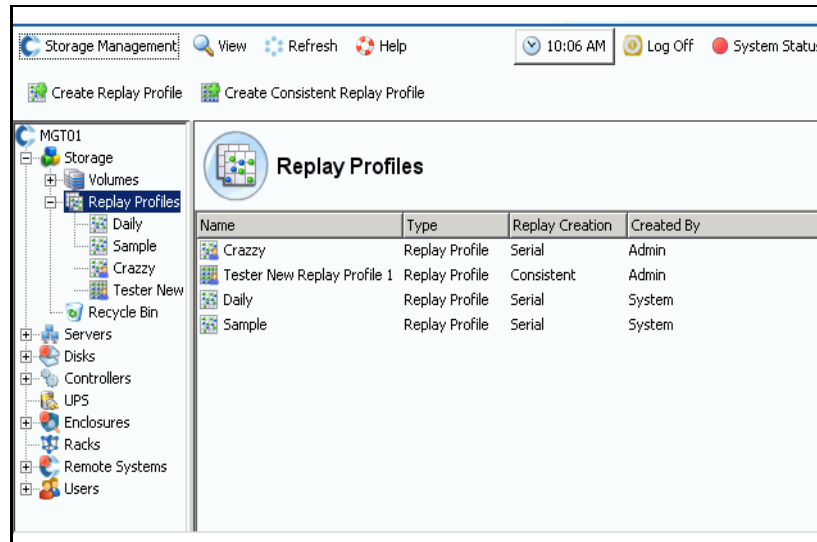 Storage Management View Refresh Help 10:06 AM Log Off System Statu
Create Replay Profile Create Consistent Replay Profile
MGT01
Storage
Volumes
Replay Profiles
Daily
Sample
Crazzy
Tester New
Recycle Bin
Servers
Disks
Controllers
UPS
Enclosures
Racks
Remote Systems
Users
Replay Profiles
Name Type Replay Creation Created By
Crazzy Replay Profile Serial Admin
Tester New Replay Profile 1 Replay Profile Consistent Admin
Daily Replay Profile Serial System
Sample Replay Profile Serial System